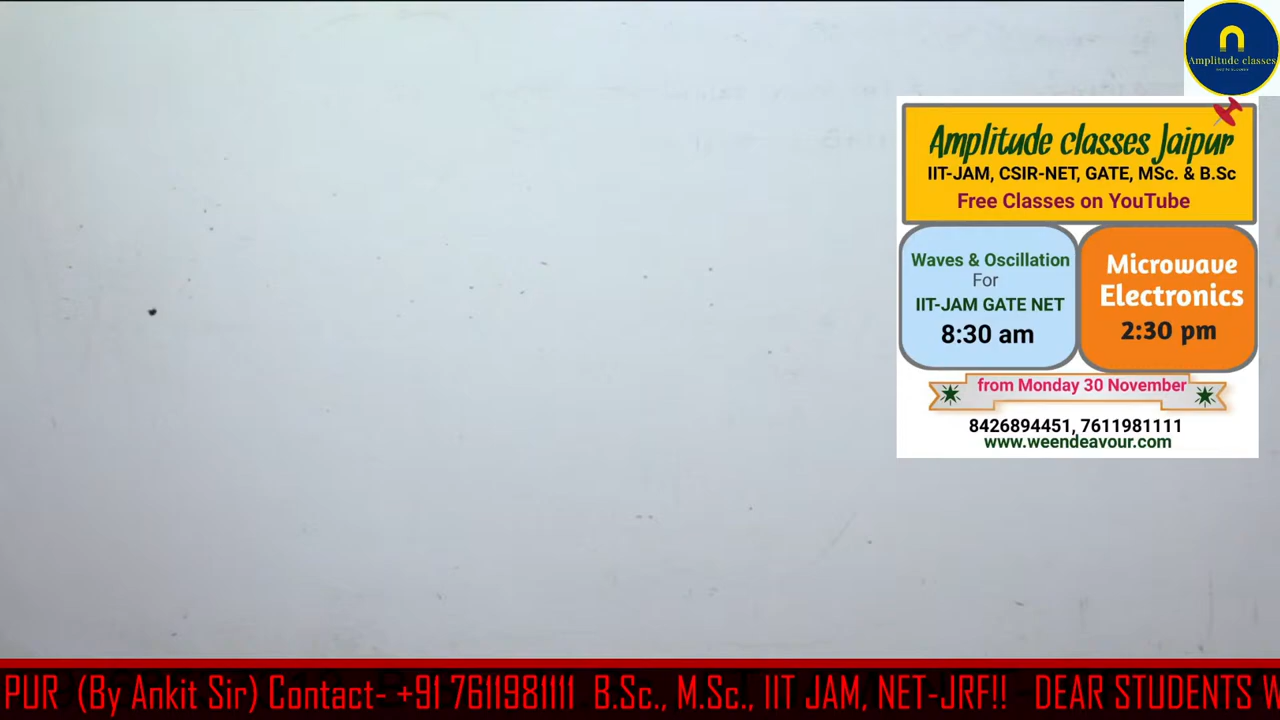 Amplitude classes
Amplitude classes Jaipur
IIT-JAM, CSIR-NET, GATE, MSc. & B.Sc
Free Classes on YouTube
Waves & Oscillation
For
IIT-JAM GATE NET
8:30 am
Microwave
Electronics
2:30 pm
from Monday 30 November
8426894451, 7611981111
www.weendeavour.com
PUR (By Ankit Sir) Contact- +91 7611981111 B.Sc., M.Sc., IIT JAM, NET-JRF!! DEAR STUDENTS W